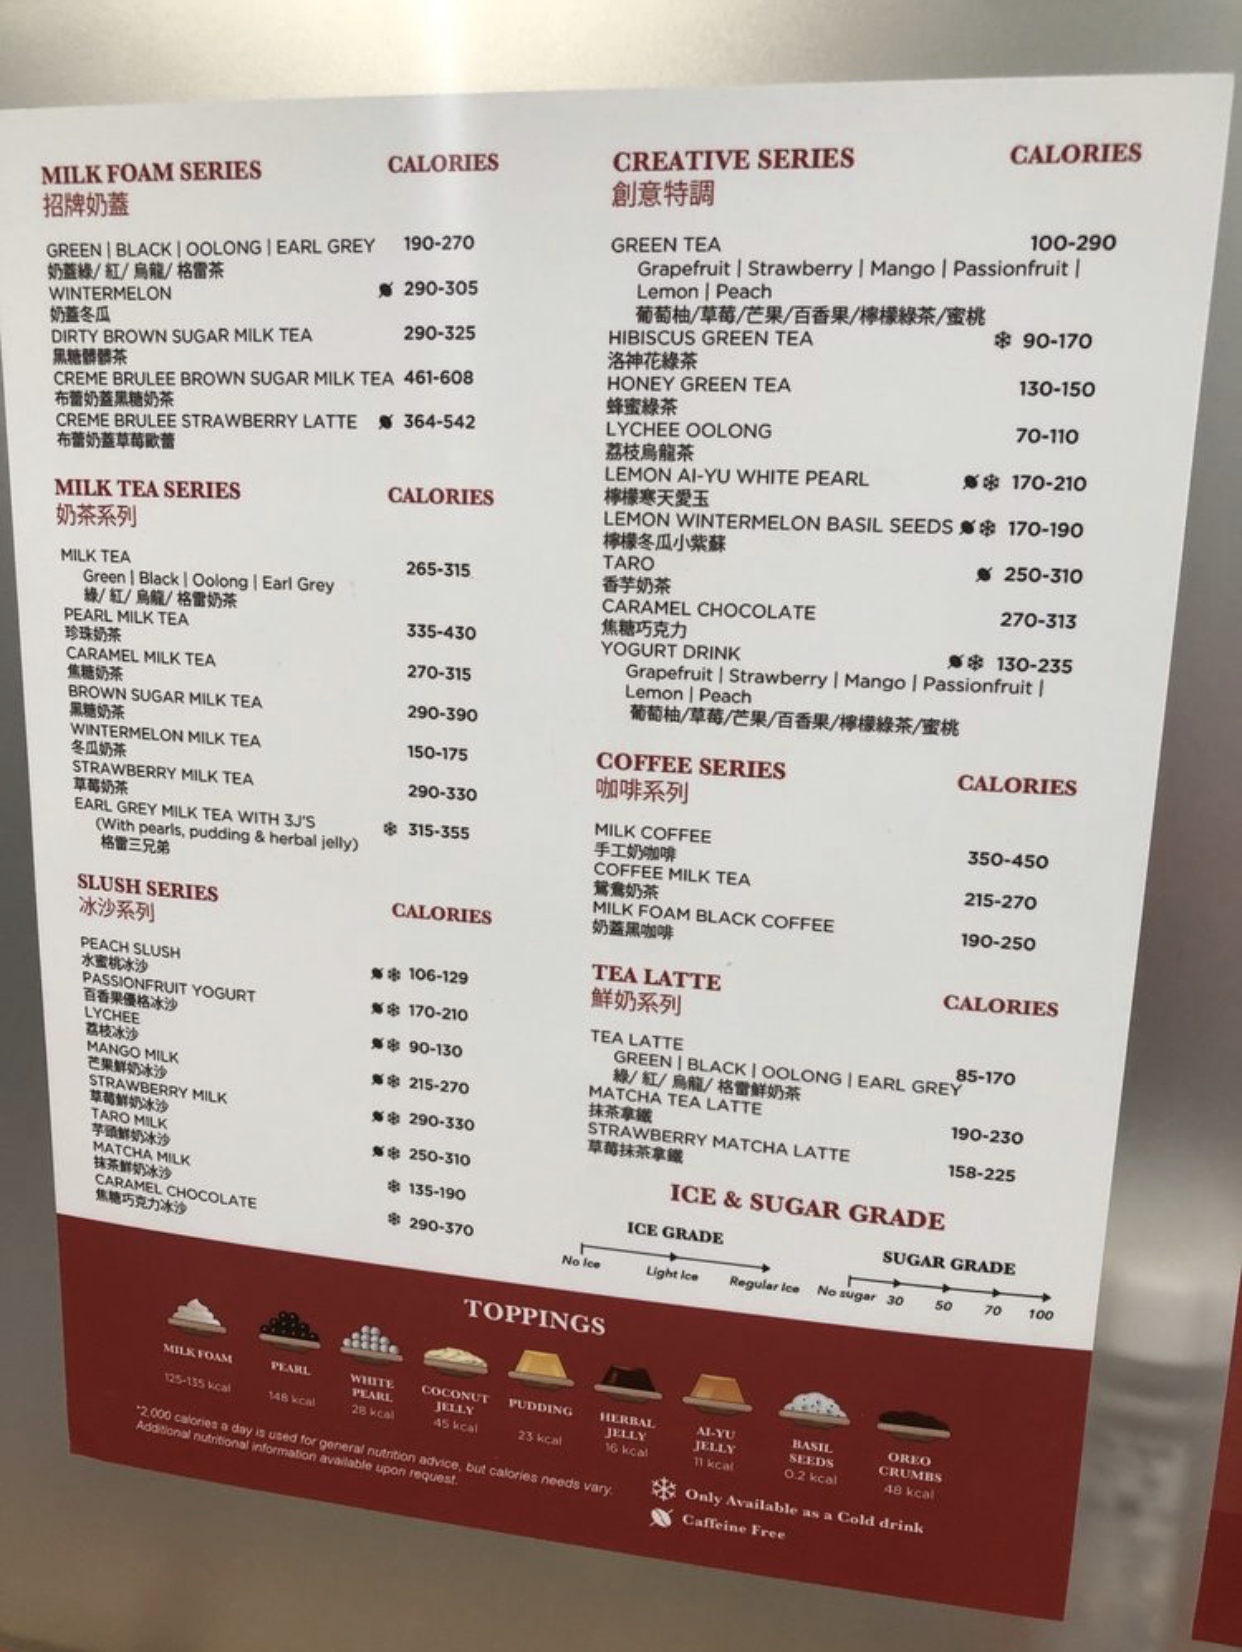 MILK FOAM SERIES CALORIES
招牌奶蓋
GREEN | BLACK | OOLONG | EARL GREY 190-270
奶蓋綠/ 紅/ 烏龍/ 格雷茶
WINTERMELON 290-305
奶蓋冬瓜
DIRTY BROWN SUGAR MILK TEA 290-325
黑糖髒髒茶
CREME BRULEE BROWN SUGAR MILK TEA 461-608
布蕾奶蓋黑糖奶茶
CREME BRULEE STRAWBERRY LATTE 364-542
布蕾奶蓋草莓歐蕾
MILK TEA SERIES CALORIES
奶茶系列
MILK TEA 265-315
Green | Black | Oolong | Earl Grey
綠/ 紅/ 烏龍/ 格雷奶茶
PEARL MILK TEA 335-430
珍珠奶茶
CARAMEL MILK TEA 270-315
焦糖奶茶
BROWN SUGAR MILK TEA 290-390
黑糖奶茶
WINTERMELON MILK TEA 150-175
冬瓜奶茶
STRAWBERRY MILK TEA 290-330
草莓奶茶
EARL GREY MILK TEA WITH 3J'S 315-355
(With pearls, pudding & herbal jelly)
格雷三兄弟
SLUSH SERIES CALORIES
冰沙系列
PEACH SLUSH 106-129
水蜜桃冰沙
PASSIONFRUIT YOGURT 170-210
百香果優格冰沙
LYCHEE 90-130
荔枝冰沙
MANGO MILK 215-270
芒果鮮奶冰沙
STRAWBERRY MILK 290-330
草莓鮮奶冰沙
TARO MILK 250-310
芋頭鮮奶冰沙
MATCHA MILK 135-190
抹茶鮮奶冰沙
CARAMEL CHOCOLATE 290-370
焦糖巧克力冰沙
CREATIVE SERIES CALORIES
創意特調
GREEN TEA 100-290
Grapefruit | Strawberry | Mango | Passionfruit |
Lemon | Peach
葡萄柚/草莓/芒果/百香果/檸檬綠茶/蜜桃
HIBISCUS GREEN TEA 90-170
洛神花綠茶
HONEY GREEN TEA 130-150
蜂蜜綠茶
LYCHEE OOLONG 70-110
荔枝烏龍茶
LEMON AI-YU WHITE PEARL 170-210
檸檬寒天愛玉
LEMON WINTERMELON BASIL SEEDS 170-190
檸檬冬瓜小紫蘇
TARO 250-310
香芋奶茶
CARAMEL CHOCOLATE 270-313
焦糖巧克力
YOGURT DRINK 130-235
Grapefruit | Strawberry | Mango | Passionfruit |
Lemon | Peach
葡萄柚/草莓/芒果/百香果/檸檬綠茶/蜜桃
COFFEE SERIES CALORIES
咖啡系列
MILK COFFEE 350-450
手工奶咖啡
COFFEE MILK TEA 215-270
鴛鴦奶茶
MILK FOAM BLACK COFFEE 190-250
奶蓋黑咖啡
TEA LATTE CALORIES
鮮奶系列
TEA LATTE
GREEN | BLACK | OOLONG | EARL GREY 85-170
綠/ 紅/ 烏龍/ 格雷鮮奶茶
MATCHA TEA LATTE 190-230
抹茶拿鐵
STRAWBERRY MATCHA LATTE 158-225
草莓抹茶拿鐵
ICE & SUGAR GRADE
ICE GRADE
No Ice Light Ice Regular Ice
SUGAR GRADE
No sugar 30 50 70 100
TOPPINGS
MILK FOAM
125-135 kcal
PEARL
148 kcal
WHITE
PEARL
28 kcal
COCONUT
JELLY
45 kcal
PUDDING
23 kcal
HERBAL
JELLY
16 kcal
AI-YU
JELLY
11 kcal
BASIL
SEEDS
0.2 kcal
OREO
CRUMBS
48 kcal
*2,000 calories a day is used for general nutrition advice, but calories needs vary.
Additional nutritional information available upon request.
Only Available as a Cold drink
Caffeine Free